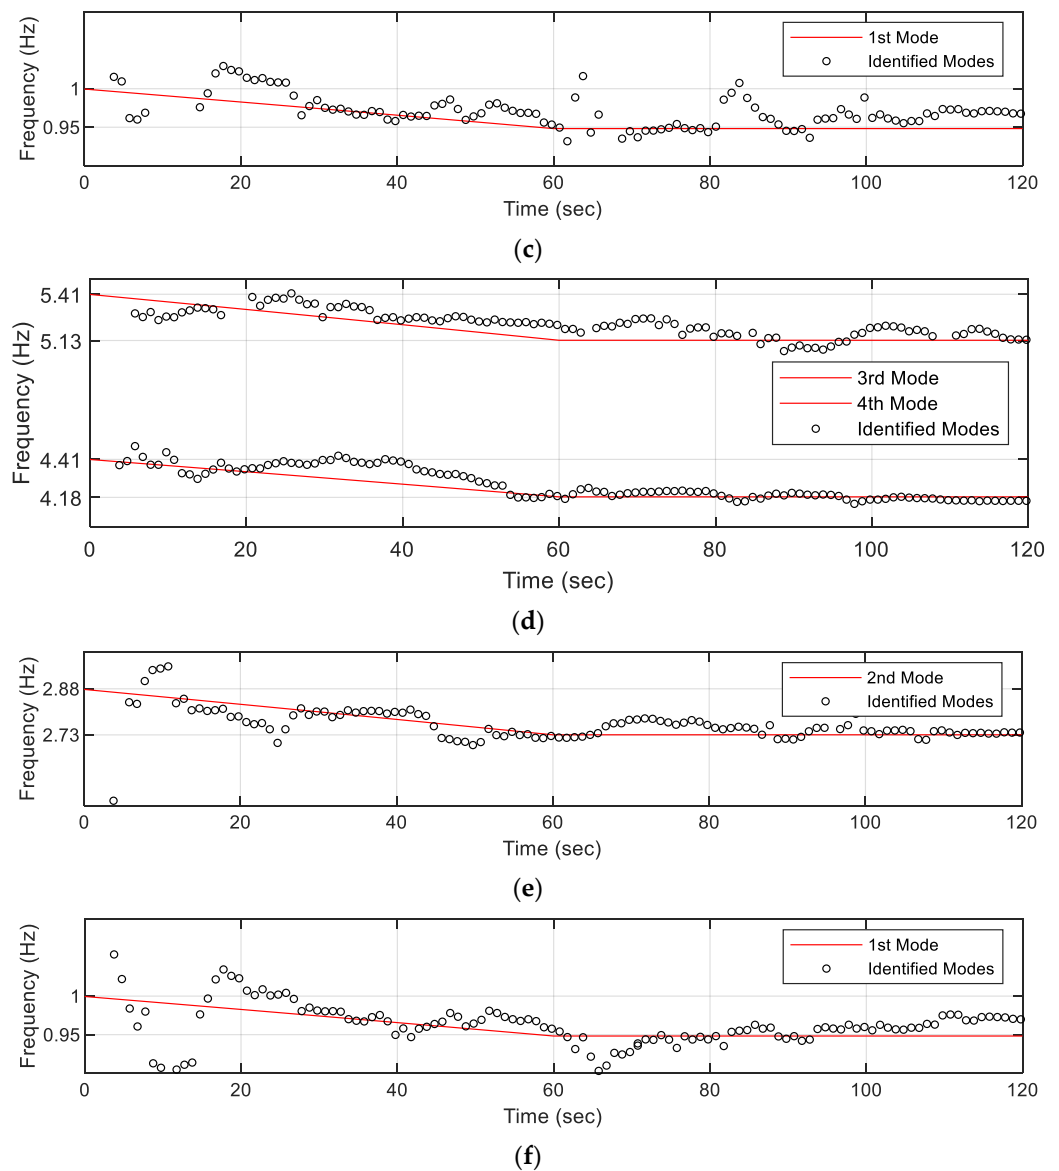 Frequency (Hz)
1
0.95
1st Mode
Identified Modes
0 20 40 60 80 100 120
Time (sec)
(c)
Frequency (Hz)
5.41
5.13
4.41
4.18
3rd Mode
4th Mode
Identified Modes
0 20 40 60 80 100 120
Time (sec)
(d)
Frequency (Hz)
2.88
2.73
2nd Mode
Identified Modes
0 20 40 60 80 100 120
Time (sec)
(e)
Frequency (Hz)
1
0.95
1st Mode
Identified Modes
0 20 40 60 80 100 120
Time (sec)
(f)